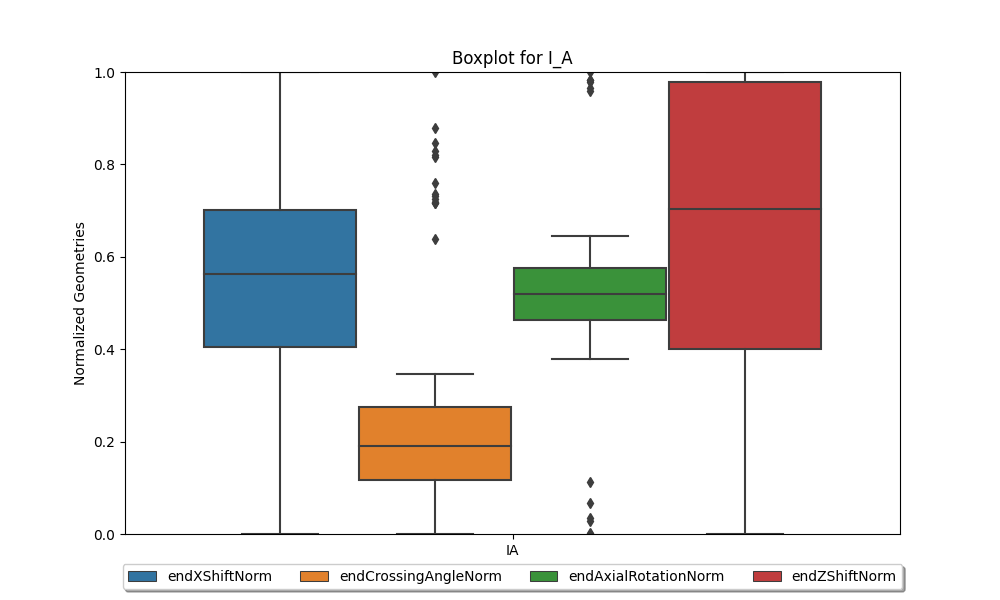 Boxplot for I_A
1.0
0.8
0.6
0.4
0.2
0.0
Normalized Geometries
IA
endXShiftNorm endCrossingAngleNorm endAxialRotationNorm endZShiftNorm